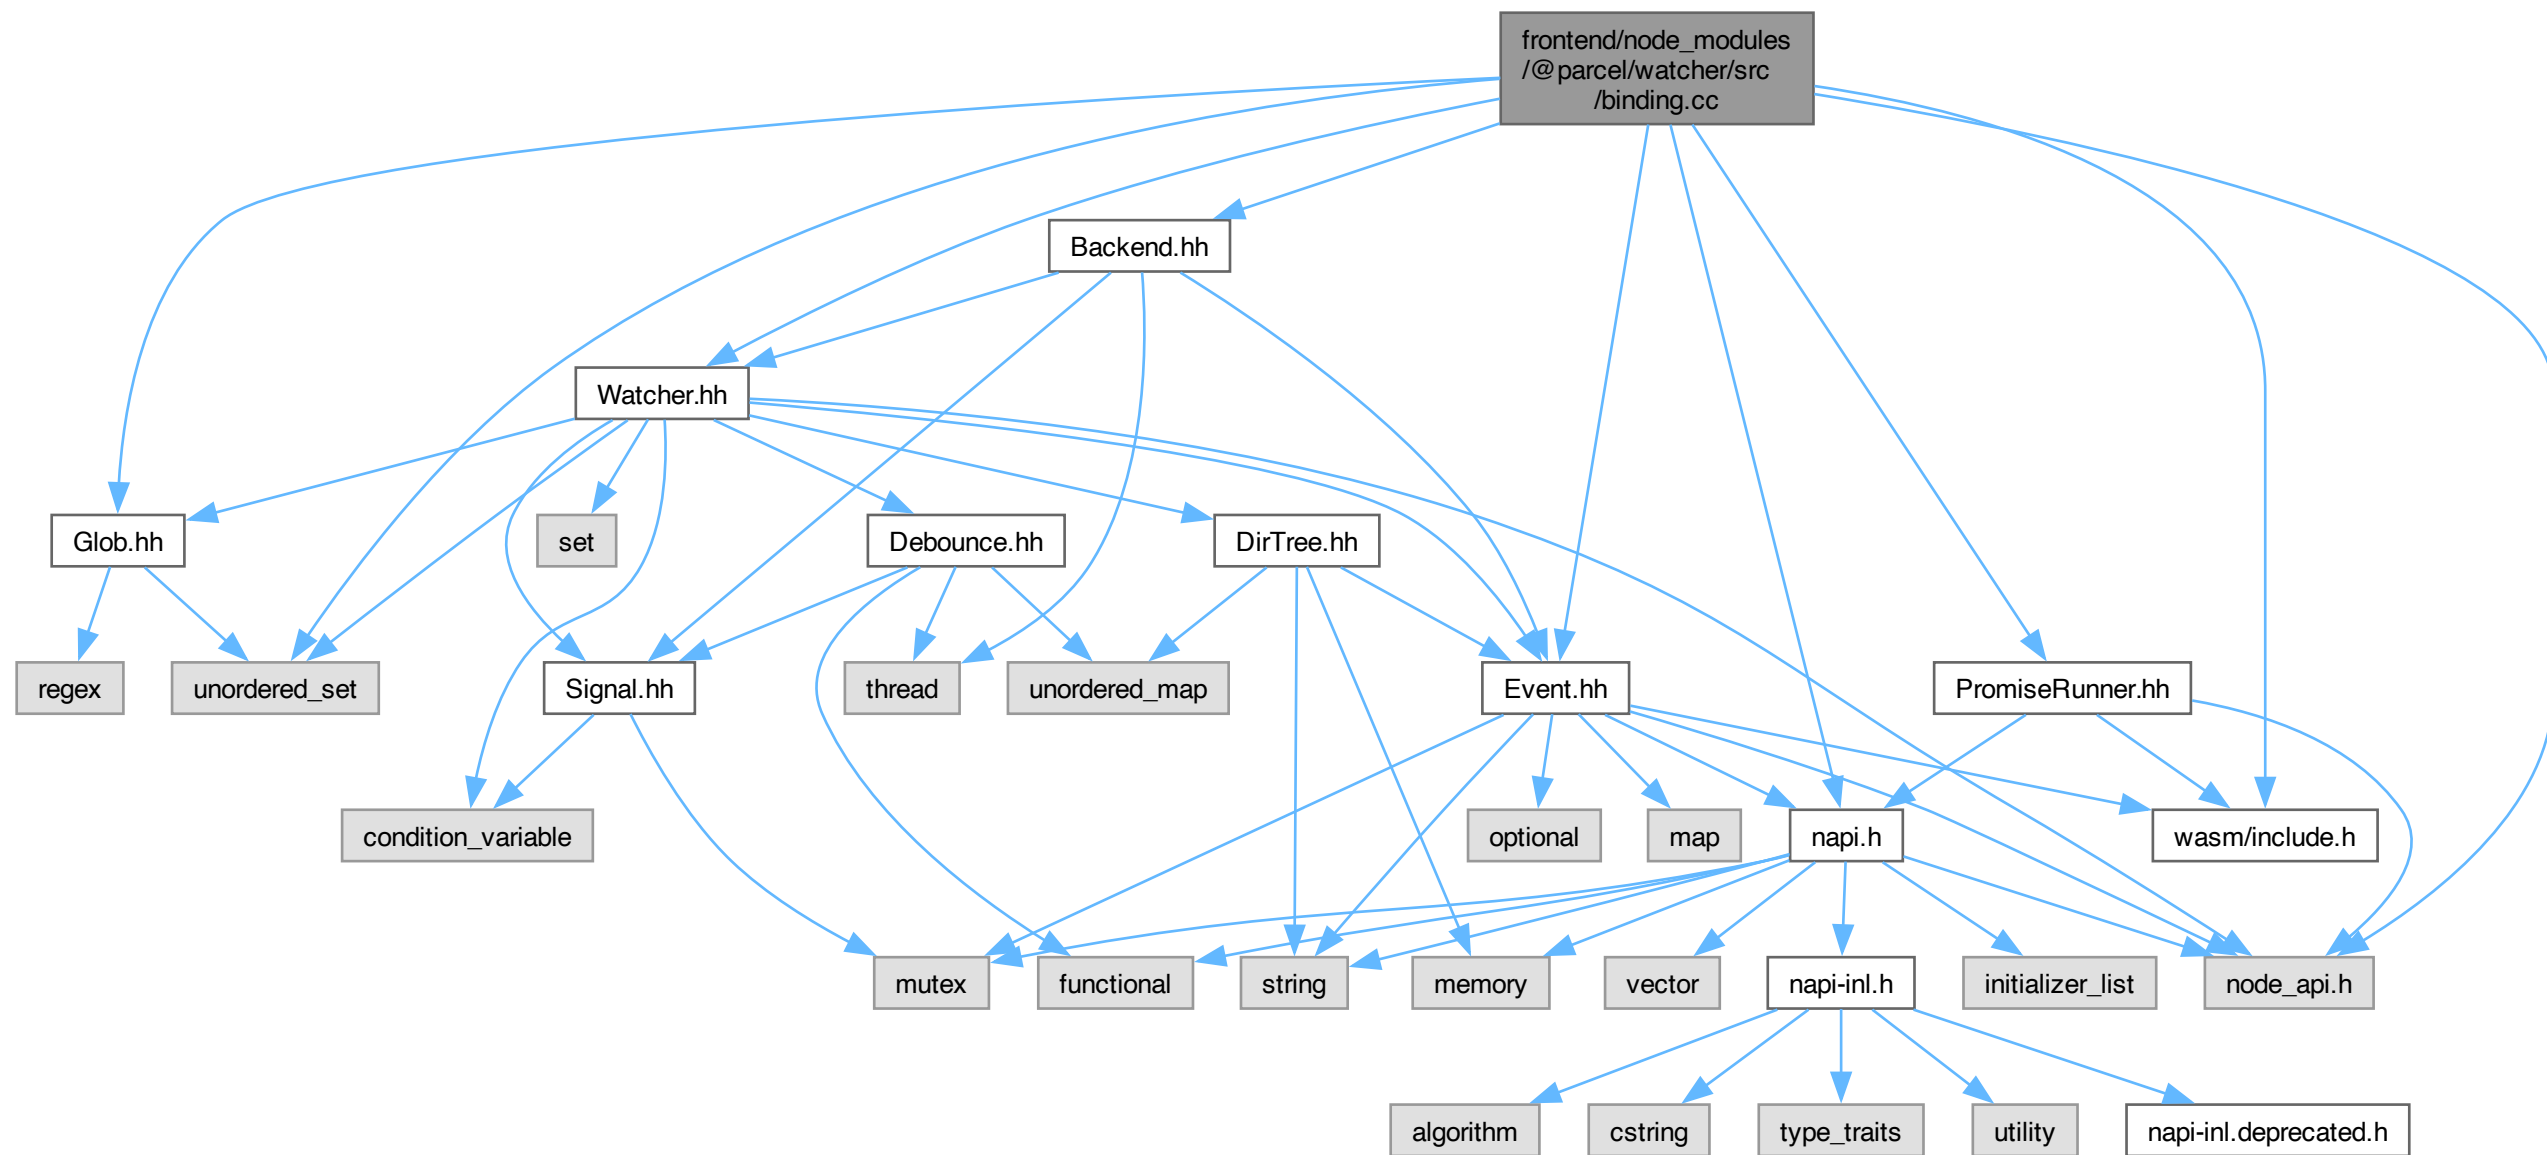 frontend/node_modules
/@parcel/watcher/src
/binding.cc
Backend.hh
Watcher.hh
Glob.hh
set
Debounce.hh
DirTree.hh
regex
unordered_set
Signal.hh
thread
unordered_map
Event.hh
PromiseRunner.hh
condition_variable
optional
map
napi.h
wasm/include.h
mutex
functional
string
memory
vector
napi-inl.h
initializer_list
node_api.h
algorithm
cstring
type_traits
utility
napi-inl.deprecated.h